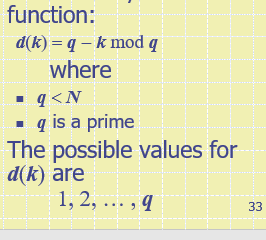 function:
d(k) = q – k mod q
where
▪ q < N
▪ q is a prime
The possible values for
d(k) are
1, 2, … , q
33